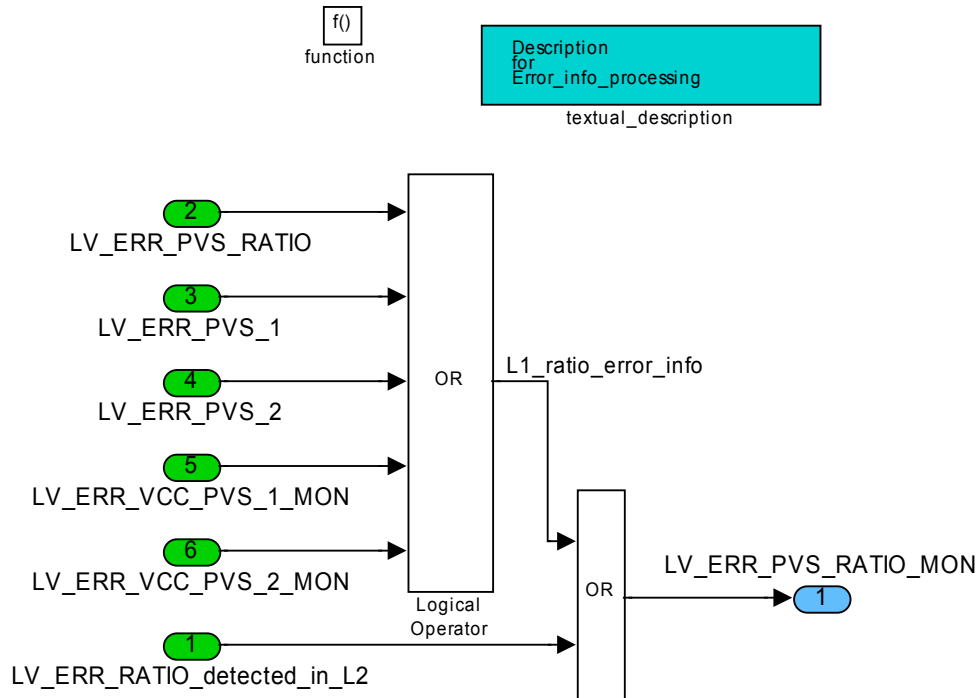 f()
function
Description
for
Error_info_processing
textual_description
2
LV_ERR_PVS_RATIO
3
LV_ERR_PVS_1
4
LV_ERR_PVS_2
5
LV_ERR_VCC_PVS_1_MON
6
LV_ERR_VCC_PVS_2_MON
OR
Logical
Operator
L1_ratio_error_info
1
LV_ERR_RATIO_detected_in_L2
OR
LV_ERR_PVS_RATIO_MON
1